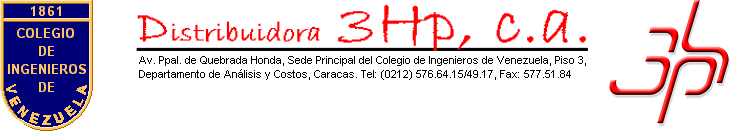 1861
COLEGIO
DE
INGENIEROS
DE
VENEZUELA
Distribuidora 3Hp, c.a.
Av. Ppal. de Quebrada Honda, Sede Principal del Colegio de Ingenieros de Venezuela, Piso 3,
Departamento de Análisis y Costos, Caracas. Tel: (0212) 576.64.15/49.17, Fax: 577.51.84
3hp